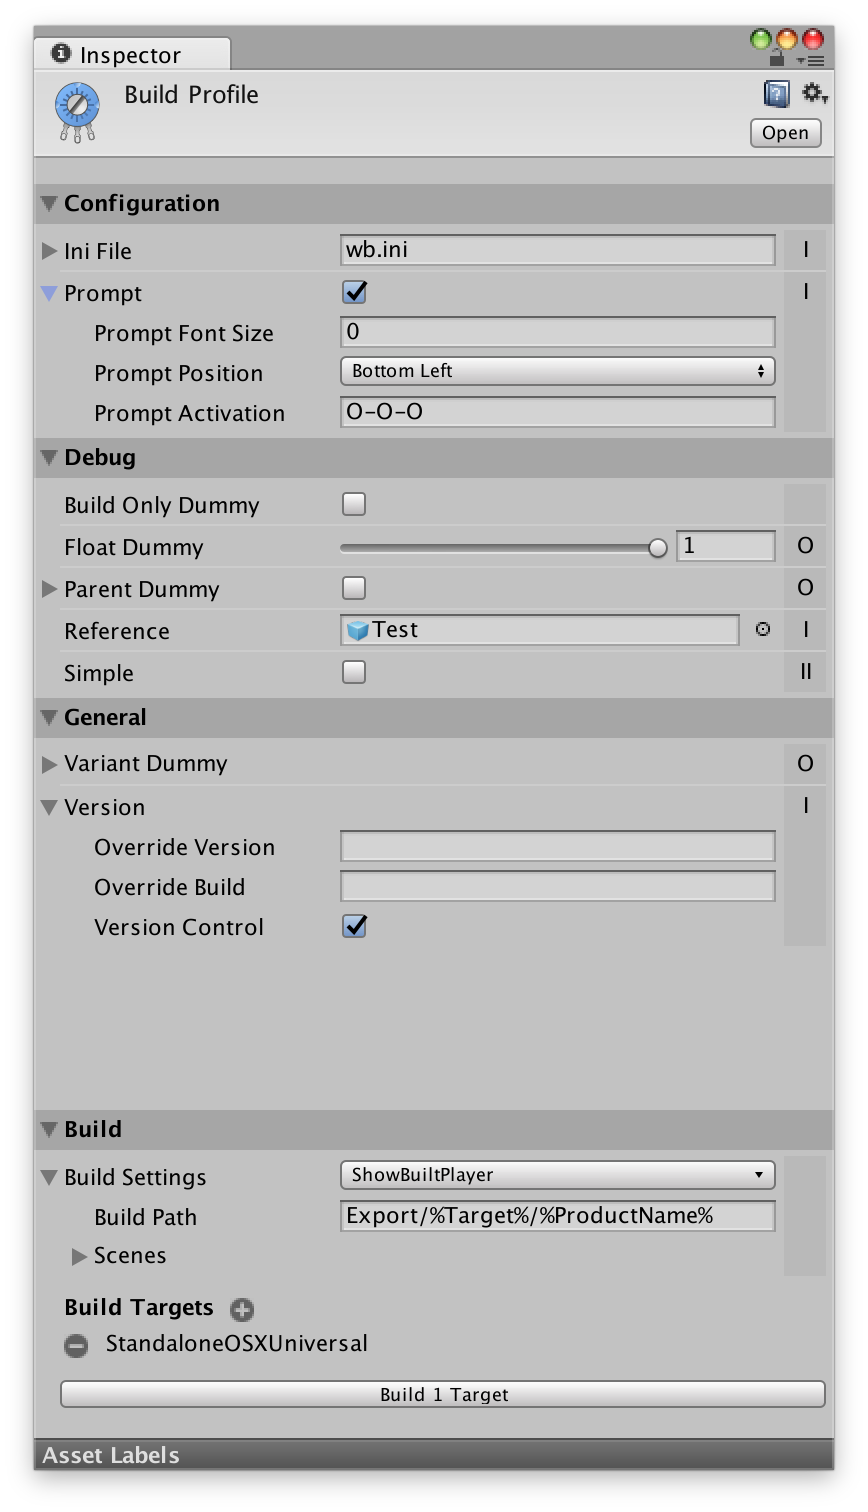 Inspector
Build Profile
?
Open
Configuration
Ini File wb.ini I
Prompt I
Prompt Font Size 0
Prompt Position Bottom Left
Prompt Activation O-O-O
Debug
Build Only Dummy
Float Dummy 1 O
Parent Dummy O
Reference Test I
Simple II
General
Variant Dummy O
Version I
Override Version
Override Build
Version Control
Build
Build Settings ShowBuiltPlayer
Build Path Export/%Target%/%ProductName%
Scenes
Build Targets
StandaloneOSXUniversal
Build 1 Target
Asset Labels